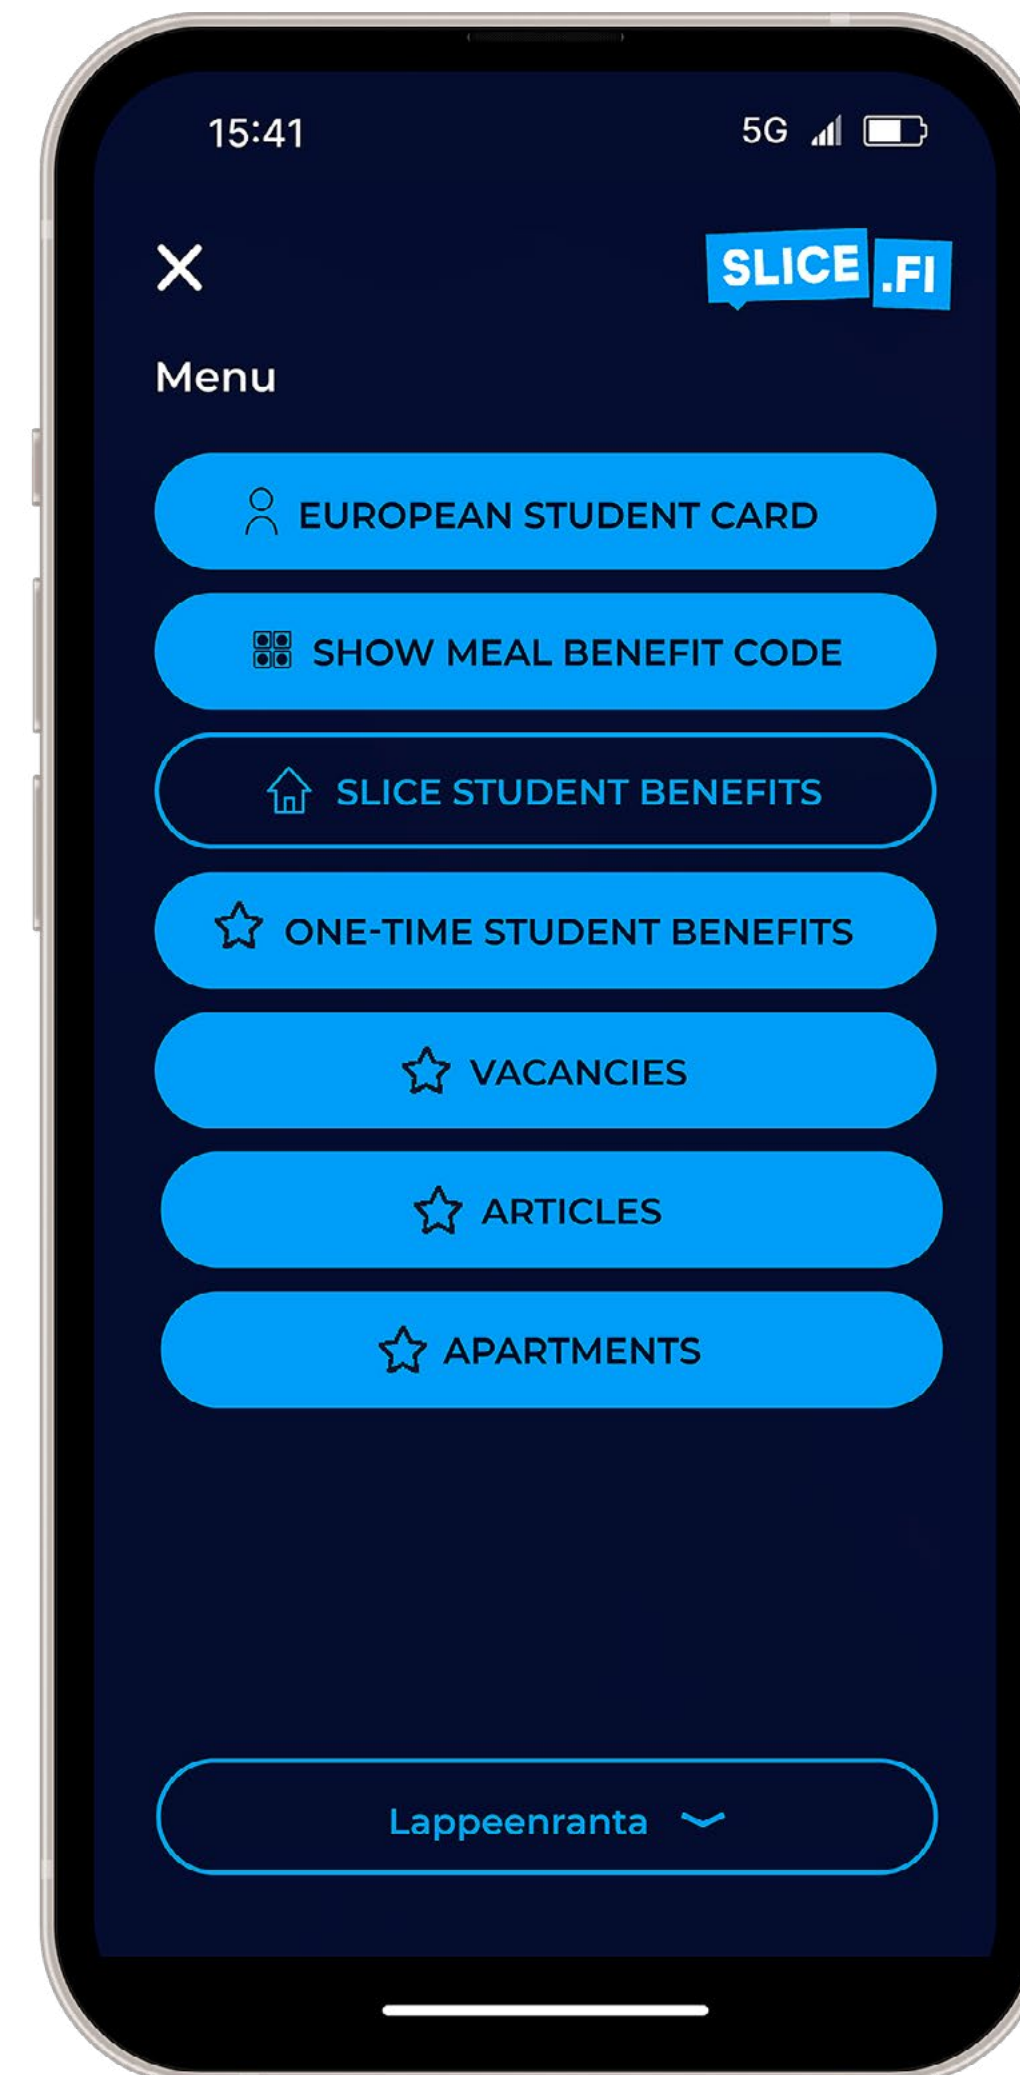 15:41 5G
SLICE .FI
Menu
EUROPEAN STUDENT CARD
SHOW MEAL BENEFIT CODE
SLICE STUDENT BENEFITS
ONE-TIME STUDENT BENEFITS
VACANCIES
ARTICLES
APARTMENTS
Lappeenranta